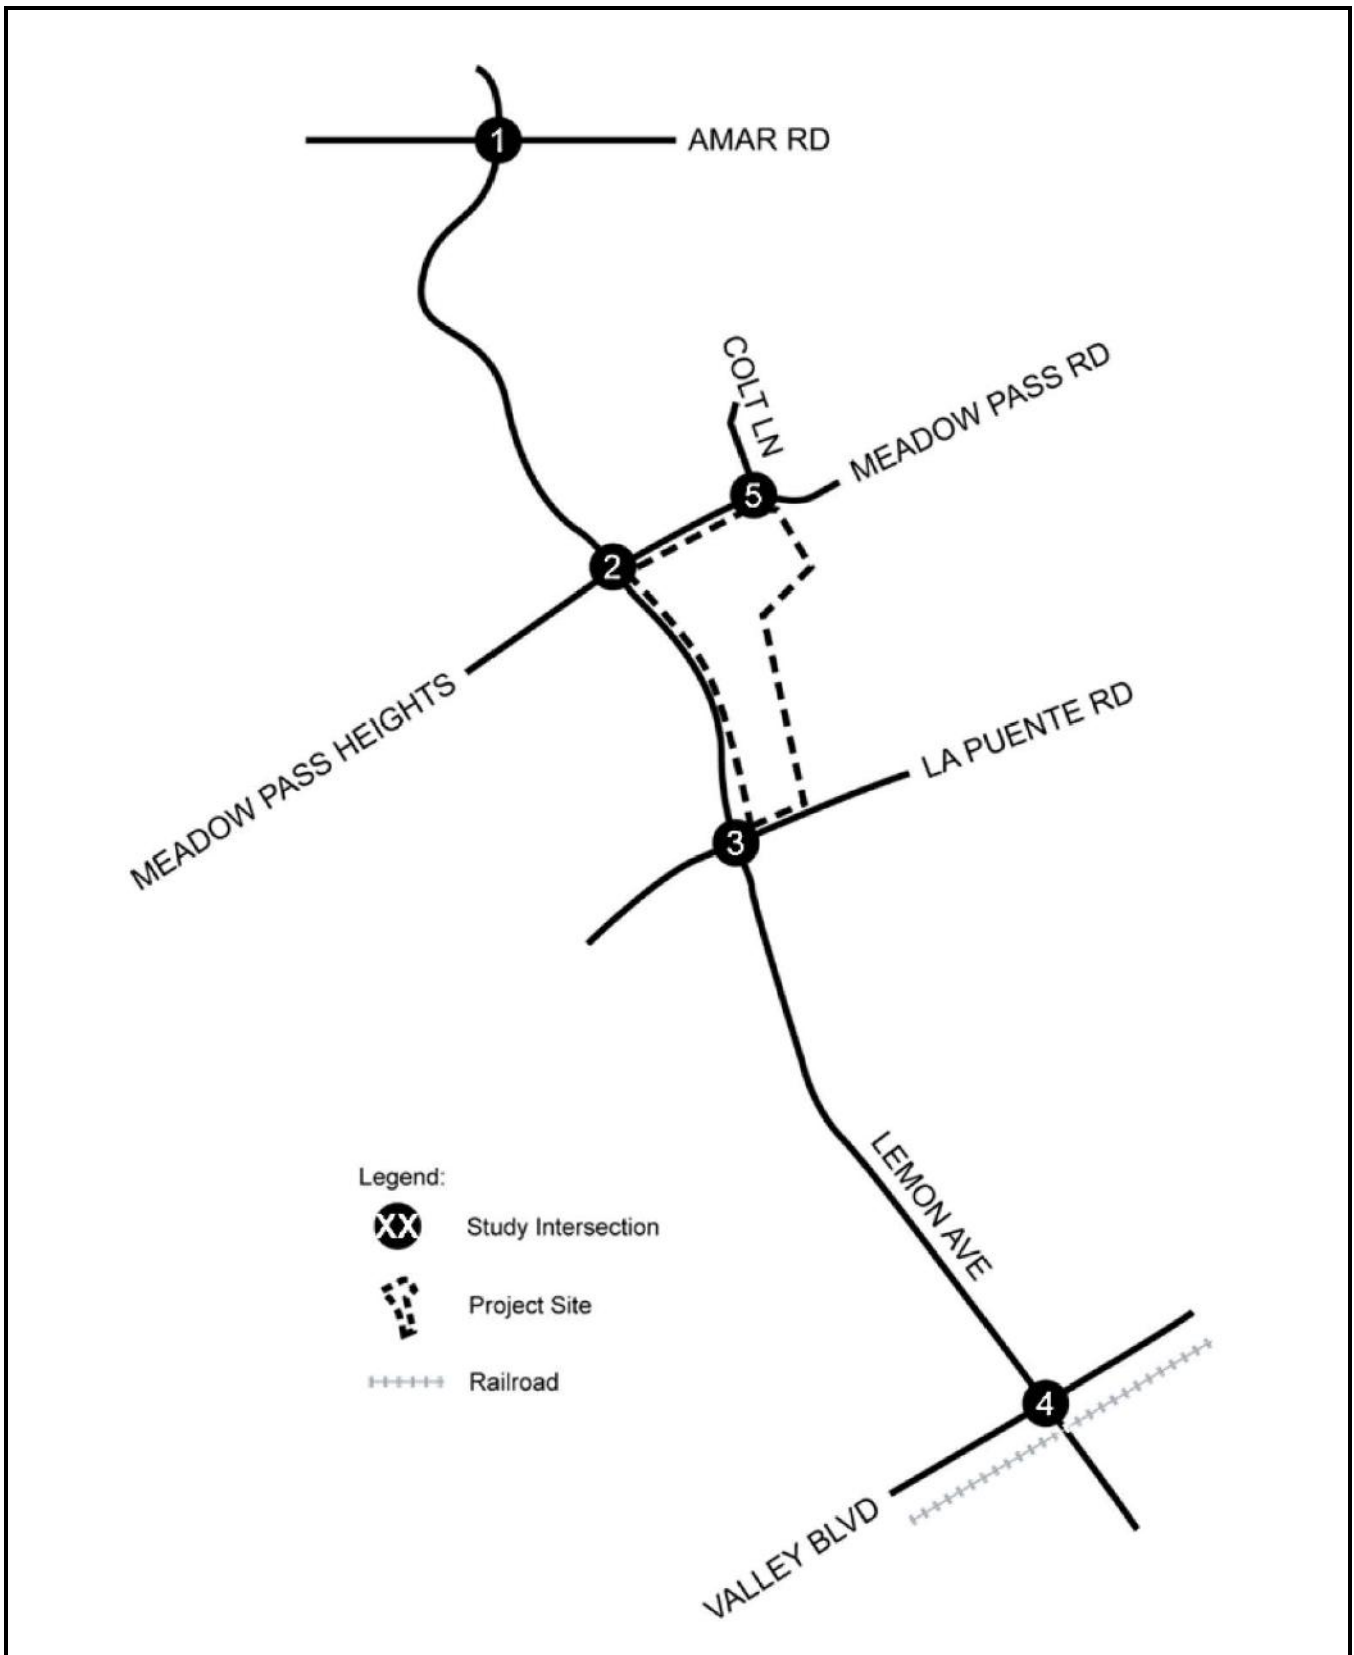 1
AMAR RD
COLT LN
MEADOW PASS RD
5
2
MEADOW PASS HEIGHTS
LA PUENTE RD
3
LEMON AVE
Legend:
XX Study Intersection
Project Site
Railroad
4
VALLEY BLVD